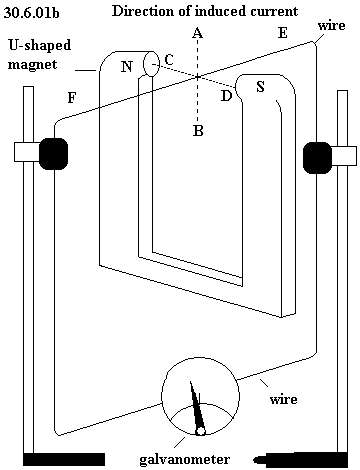 30.6.01b
Direction of induced current
A
E
wire
U-shaped
magnet
N
C
F
D
S
B
wire
galvanometer